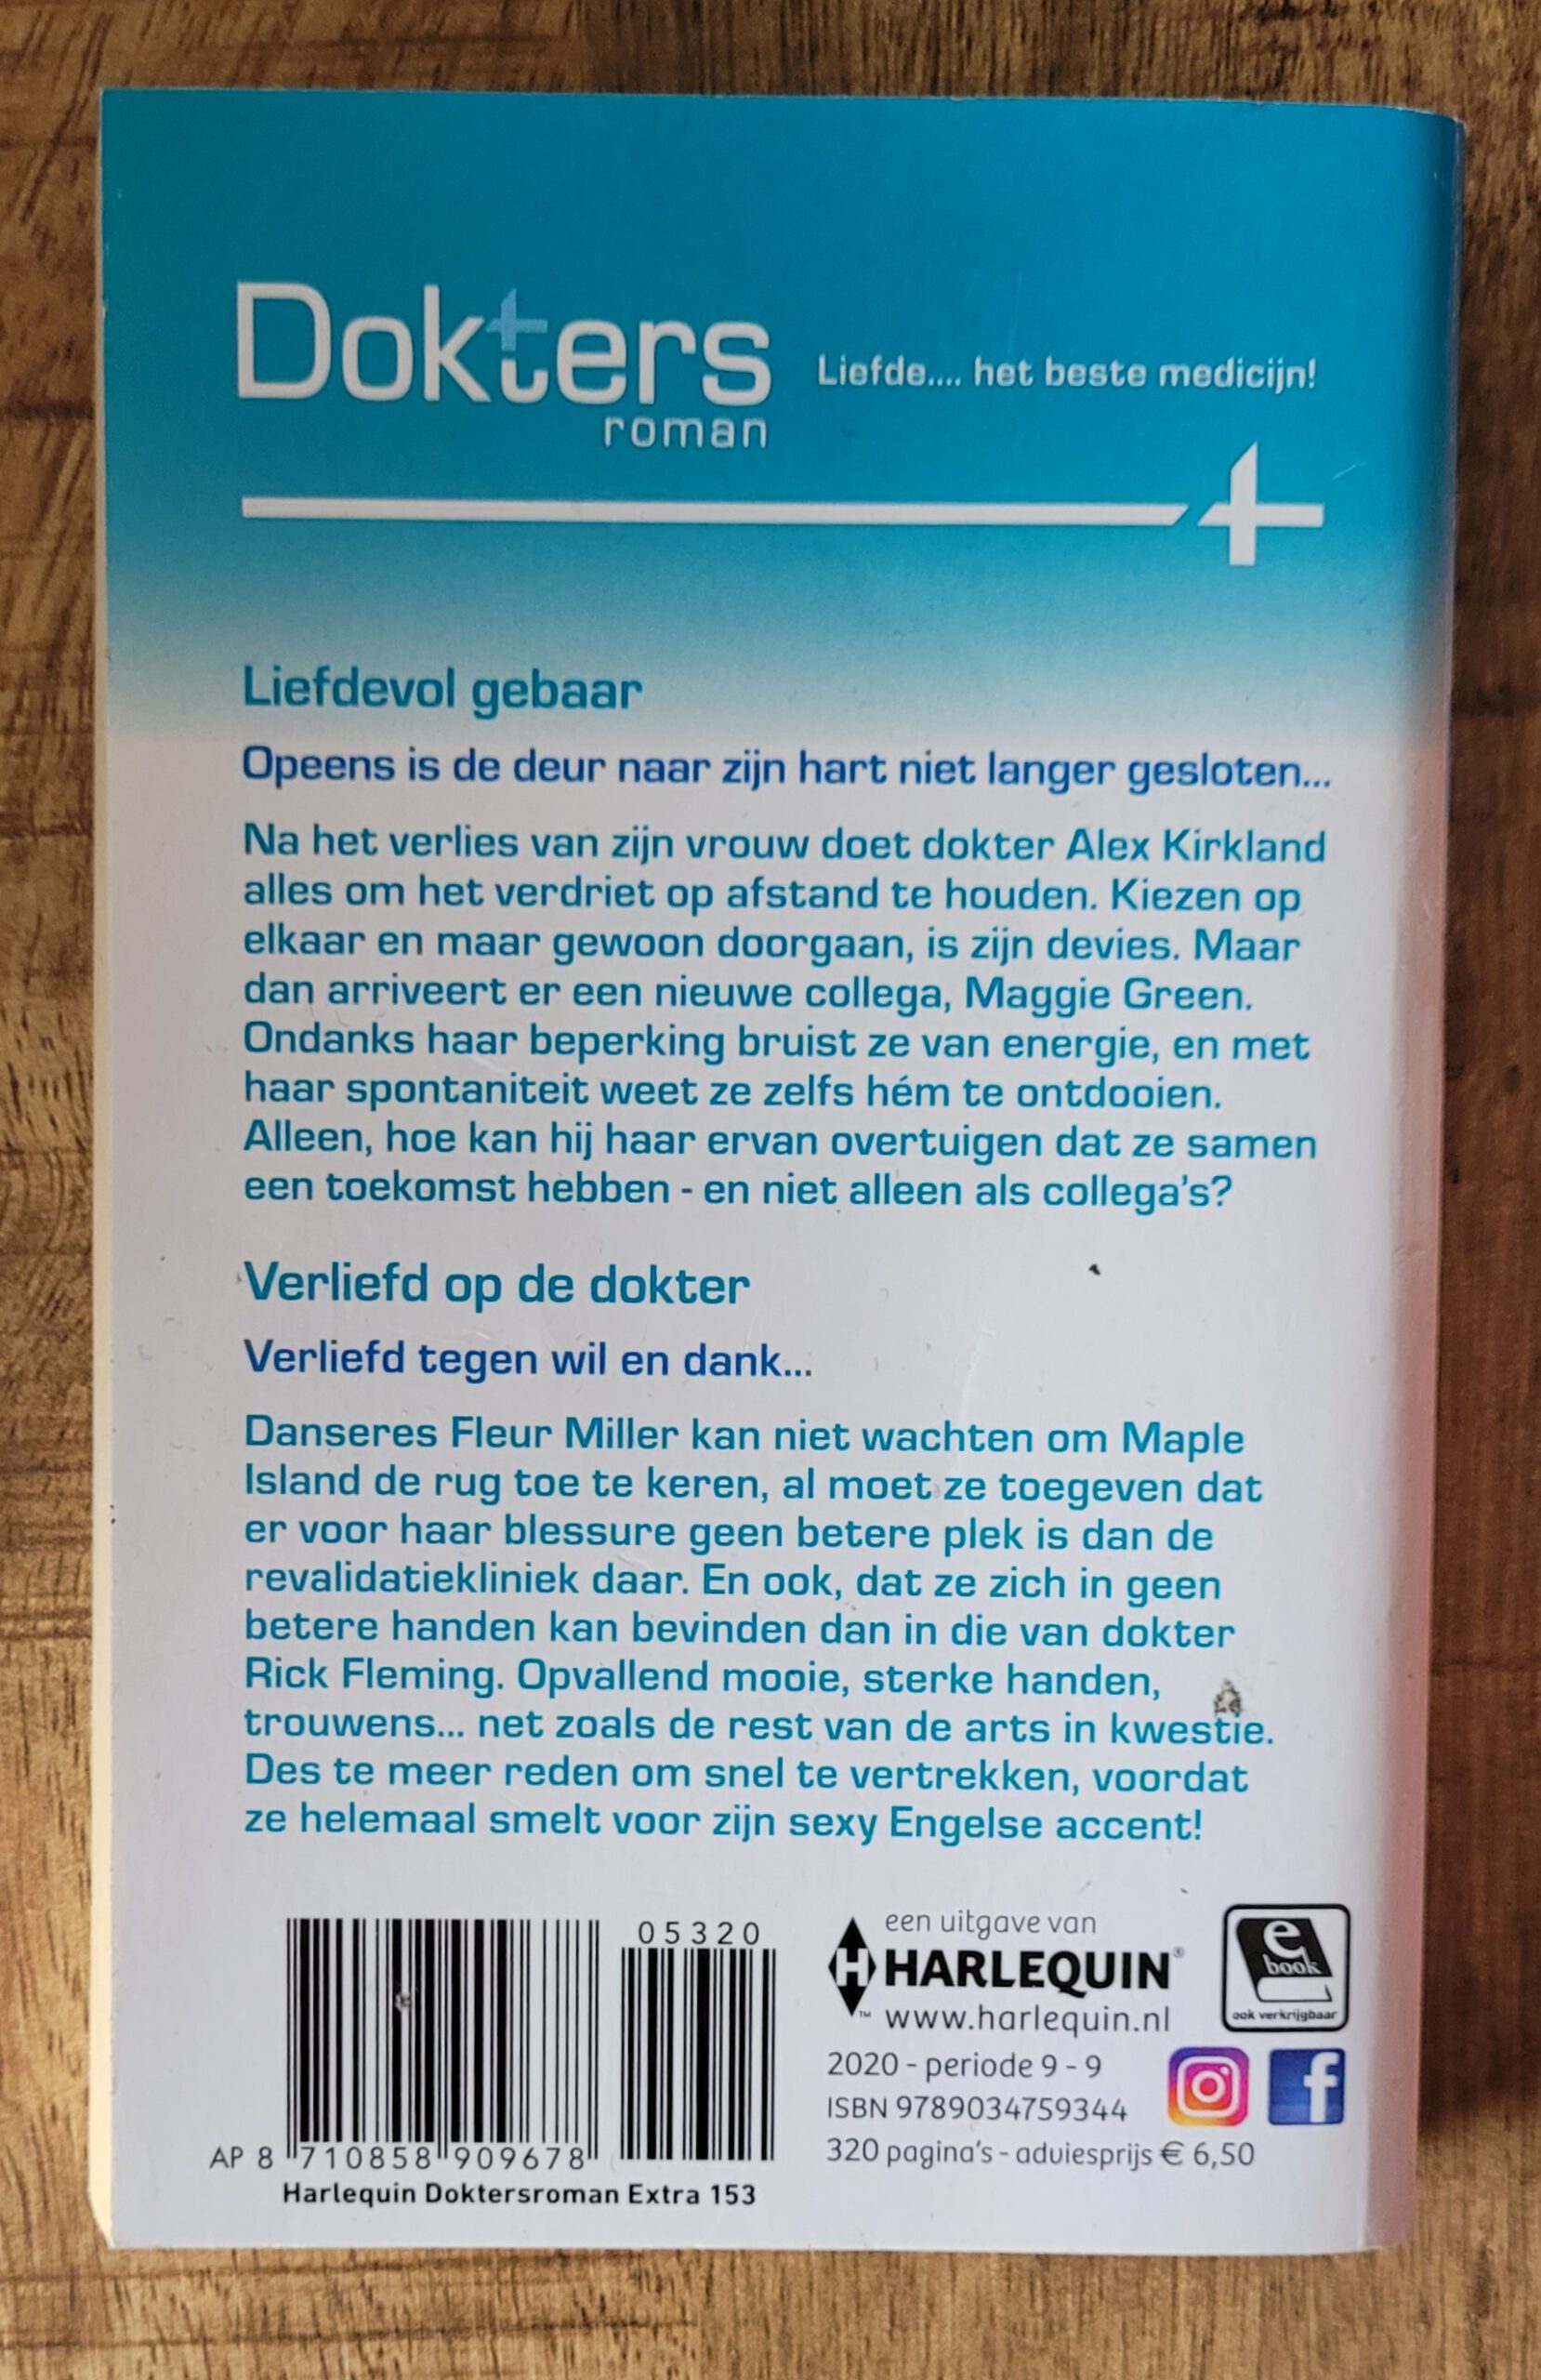 Dokters
roman
Liefde.... het beste medicijn!
Liefdevol gebaar
Opeens is de deur naar zijn hart niet langer gesloten...
Na het verlies van zijn vrouw doet dokter Alex Kirkland
alles om het verdriet op afstand te houden. Kiezen op
elkaar en maar gewoon doorgaan, is zijn devies. Maar
dan arriveert er een nieuwe collega, Maggie Green.
Ondanks haar beperking bruist ze van energie, en met
haar spontaniteit weet ze zelfs hém te ontdooien.
Alleen, hoe kan hij haar ervan overtuigen dat ze samen
een toekomst hebben - en niet alleen als collega's?
Verliefd op de dokter
Verliefd tegen wil en dank...
Danseres Fleur Miller kan niet wachten om Maple
Island de rug toe te keren, al moet ze toegeven dat
er voor haar blessure geen betere plek is dan de
revalidatiekliniek daar. En ook, dat ze zich in geen
betere handen kan bevinden dan in die van dokter
Rick Fleming. Opvallend mooie, sterke handen,
trouwens... net zoals de rest van de arts in kwestie.
Des te meer reden om snel te vertrekken, voordat
ze helemaal smelt voor zijn sexy Engelse accent!
05320
AP 8 710858 909678
Harlequin Doktersroman Extra 153
een uitgave van
H HARLEQUIN®
™ www.harlequin.nl
2020 - periode 9 - 9
ISBN 9789034759344
320 pagina's - adviesprijs € 6,50
e
book
ook verkrijgbaar
f